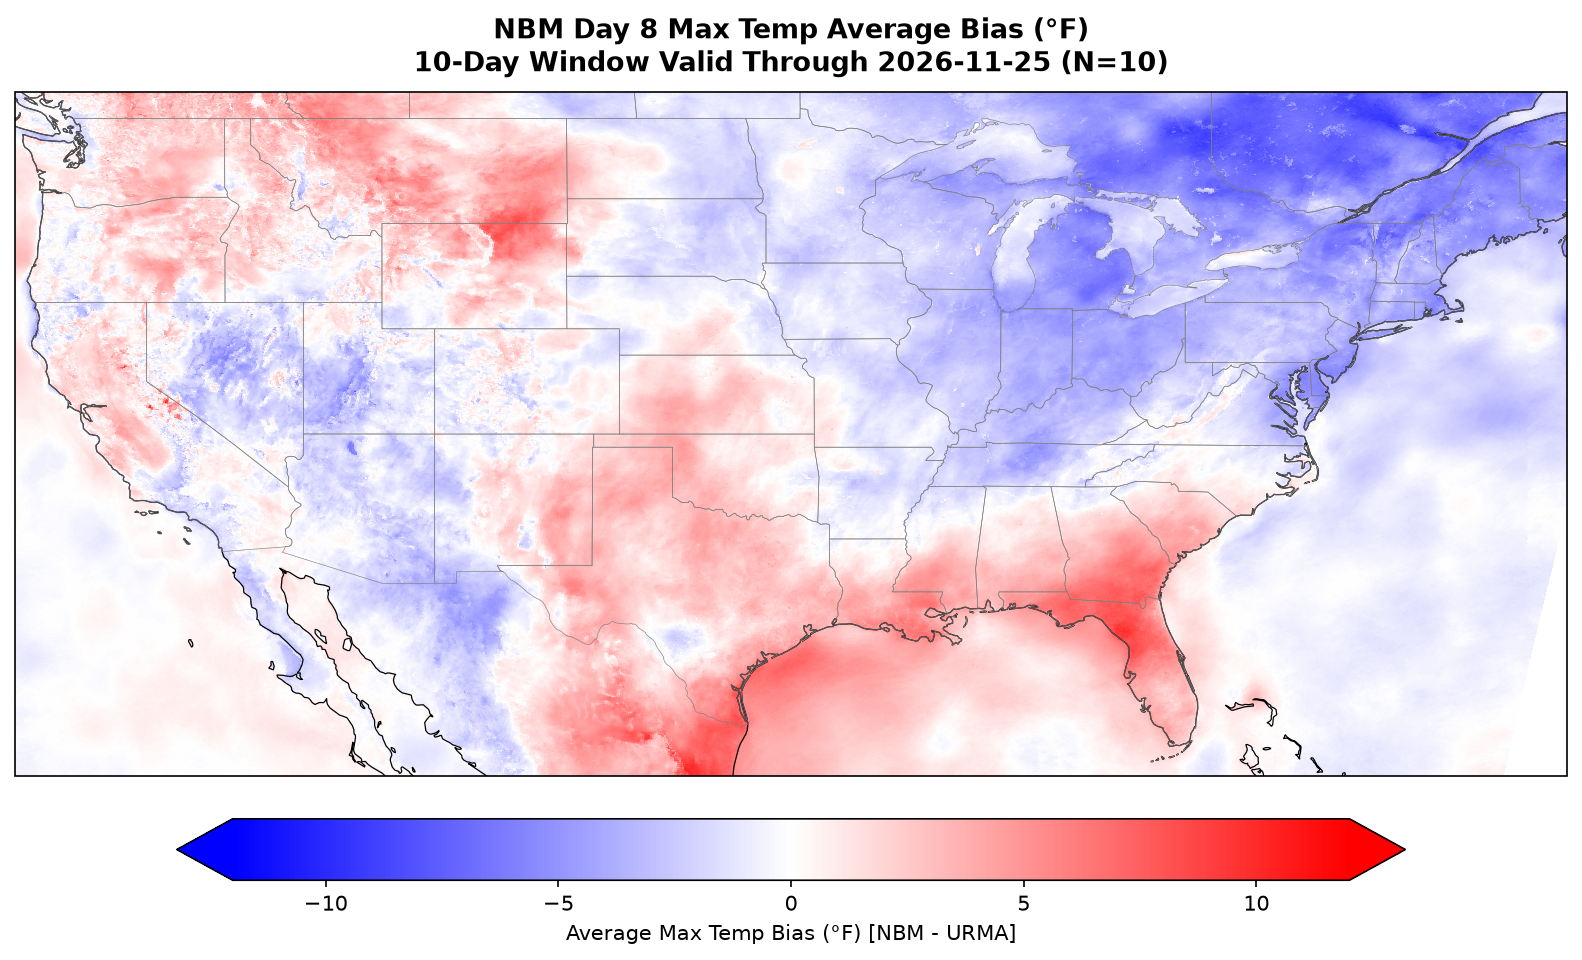 NBM Day 8 Max Temp Average Bias (°F)
10-Day Window Valid Through 2026-11-25 (N=10)
−10
−5
0
5
10
Average Max Temp Bias (°F) [NBM - URMA]